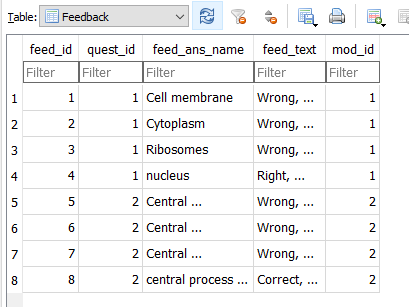 Table: Feedback
feed_id quest_id feed_ans_name feed_text mod_id
Filter Filter Filter Filter Filter
1 1 1 Cell membrane Wrong, ... 1
2 2 1 Cytoplasm Wrong, ... 1
3 3 1 Ribosomes Wrong, ... 1
4 4 1 nucleus Right, ... 1
5 5 2 Central ... Wrong, ... 2
6 6 2 Central ... Wrong, ... 2
7 7 2 Central ... Wrong, ... 2
8 8 2 central process ... Correct, ... 2